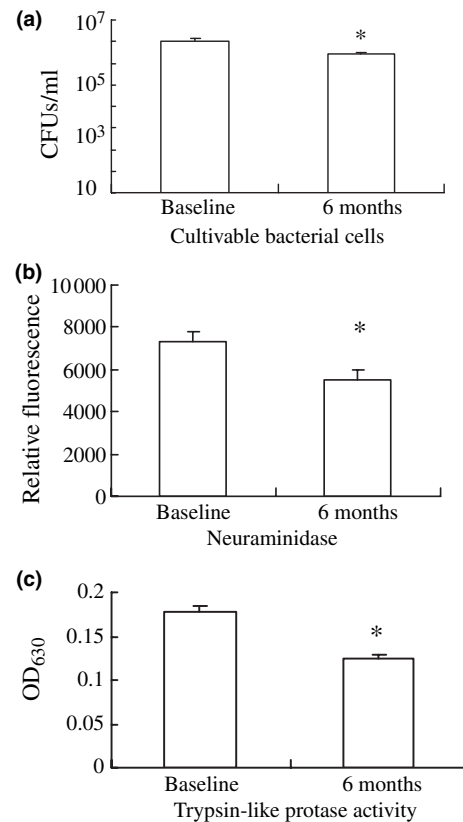 (a)
10⁷
10⁵
10³
10
CFUs/ml
*
Baseline 6 months
Cultivable bacterial cells
(b)
10 000
8000
6000
4000
2000
0
Relative fluorescence
*
Baseline 6 months
Neuraminidase
(c)
0.2
0.15
0.1
0.05
0
OD₆₃₀
*
Baseline 6 months
Trypsin-like protase activity